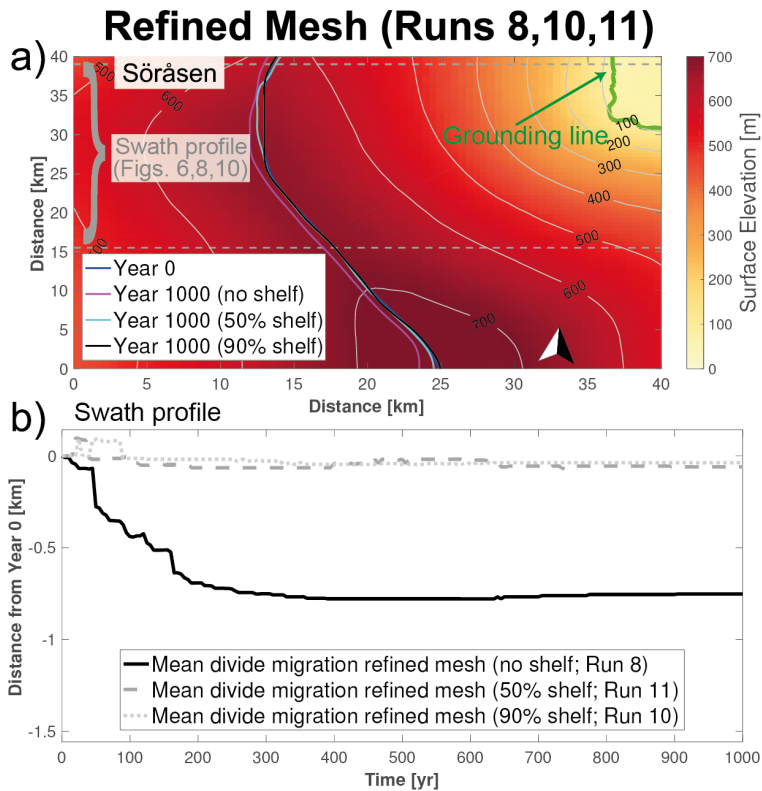 Refined Mesh (Runs 8,10,11)
a)
40
35
30
25
20
15
10
5
0
Distance [km]
Söråsen
500
600
Swath profile
(Figs. 6,8,10)
Grounding line
100
200
300
400
500
600
700
Year 0
Year 1000 (no shelf)
Year 1000 (50% shelf)
Year 1000 (90% shelf)
0 5 10 15 20 25 30 35 40
Distance [km]
700
600
500
400
300
200
100
0
Surface Elevation [m]
b)
Swath profile
0
-0.5
-1
-1.5
Distance from Year 0 [km]
Mean divide migration refined mesh (no shelf; Run 8)
Mean divide migration refined mesh (50% shelf; Run 11)
Mean divide migration refined mesh (90% shelf; Run 10)
0 100 200 300 400 500 600 700 800 900 1000
Time [yr]